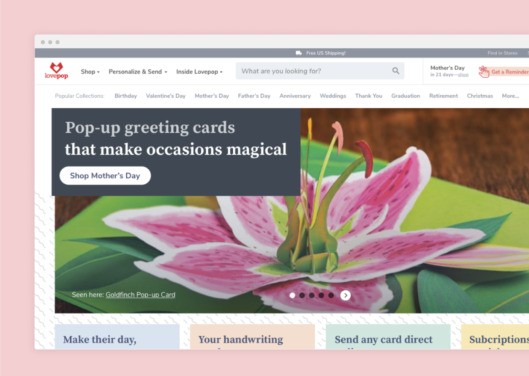 Free US Shipping!
Find in Stores
lovepop
Shop
Personalize & Send
Inside Lovepop
What are you looking for?
Mother's Day
in 21 days—shop
Get a Reminder
Popular Collections: Birthday Valentine's Day Mother's Day Father's Day Anniversary Weddings Thank You Graduation Retirement Christmas More...
Pop-up greeting cards
that make occasions magical
Shop Mother's Day
Seen here: Goldfinch Pop-up Card
Make their day,
Your handwriting
Send any card direct
Subcriptions